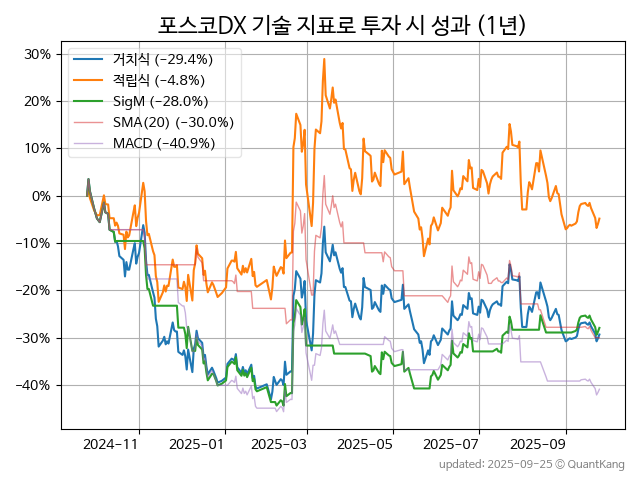 포스코DX 기술 지표로 투자 시 성과 (1년)
거치식 (−29.4%)
적립식 (−4.8%)
SigM (−28.0%)
SMA(20) (−30.0%)
MACD (−40.9%)
30%
20%
10%
0%
−10%
−20%
−30%
−40%
2024−11 2025−01 2025−03 2025−05 2025−07 2025−09
updated: 2025−09−25 ⓒ QuantKang